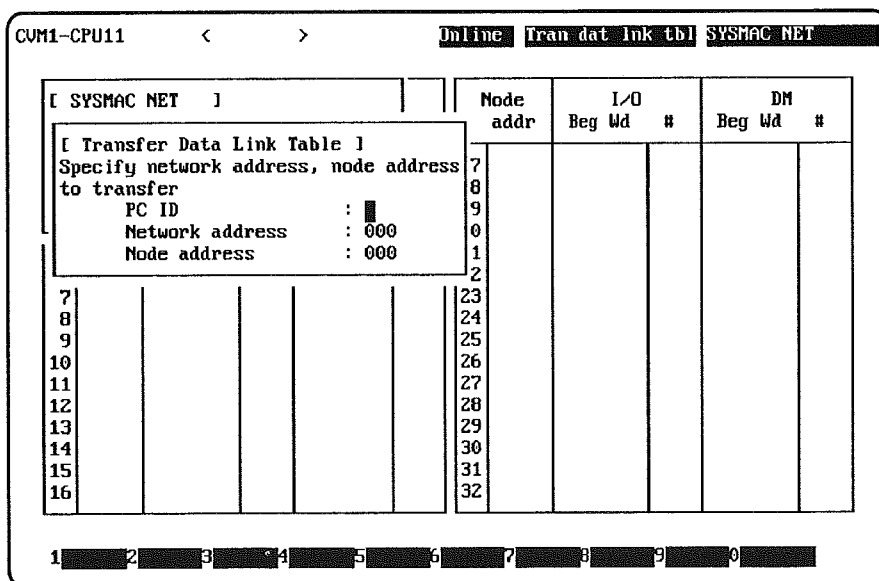 CVM1-CPU11 < > Online Tran dat lnk tbl SYSMAC NET
[ SYSMAC NET ]
Node I/O DM
addr Beg Wd # Beg Wd #
[ Transfer Data Link Table ]
Specify network address, node address
to transfer
PC ID :
Network address : 000
Node address : 000
7
8
9
0
1
2
7 23
8 24
9 25
10 26
11 27
12 28
13 29
14 30
15 31
16 32
1 2 3 4 5 6 7 8 9 0